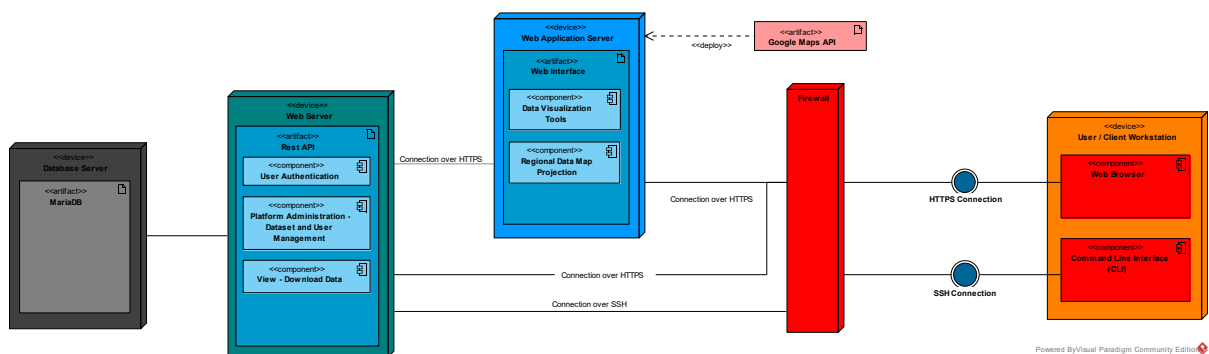 <<device>>
Database Server
<<artifact>>
MariaDB
<<device>>
Web Server
<<artifact>>
Rest API
<<component>>
User Authentication
<<component>>
Platform Administration -
Dataset and User
Management
<<component>>
View - Download Data
Connection over HTTPS
<<device>>
Web Application Server
<<artifact>>
Web Interface
<<component>>
Data Visualization
Tools
<<component>>
Regional Data Map
Projection
<<deploy>>
<<artifact>>
Google Maps API
Connection over HTTPS
Connection over HTTPS
Connection over SSH
Firewall
HTTPS Connection
SSH Connection
<<device>>
User / Client Workstation
<<component>>
Web Browser
<<component>>
Command Line Interface
(CLI)
Powered ByVisual Paradigm Community Edition